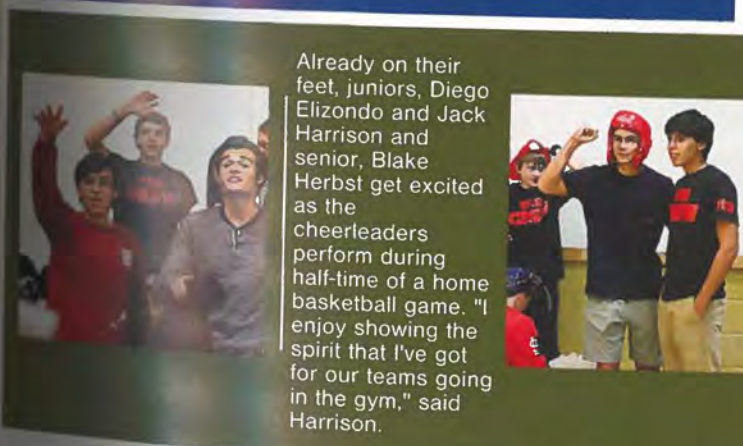 Already on their
feet, juniors, Diego
Elizondo and Jack
Harrison and
senior, Blake
Herbst get excited
as the
cheerleaders
perform during
half-time of a home
basketball game. "I
enjoy showing the
spirit that I've got
for our teams going
in the gym," said
Harrison.